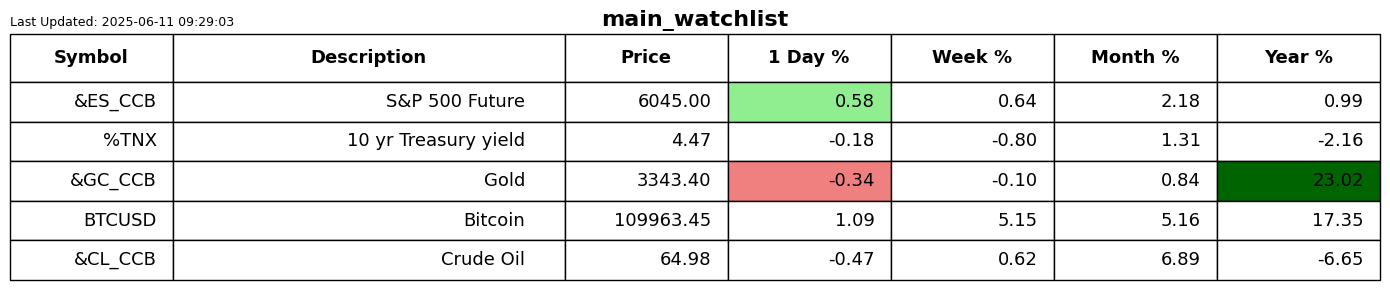 Last Updated: 2025-06-11 09:29:03
main_watchlist
Symbol Description Price 1 Day % Week % Month % Year %
&ES_CCB S&P 500 Future 6045.00 0.58 0.64 2.18 0.99
%TNX 10 yr Treasury yield 4.47 -0.18 -0.80 1.31 -2.16
&GC_CCB Gold 3343.40 -0.34 -0.10 0.84 23.02
BTCUSD Bitcoin 109963.45 1.09 5.15 5.16 17.35
&CL_CCB Crude Oil 64.98 -0.47 0.62 6.89 -6.65